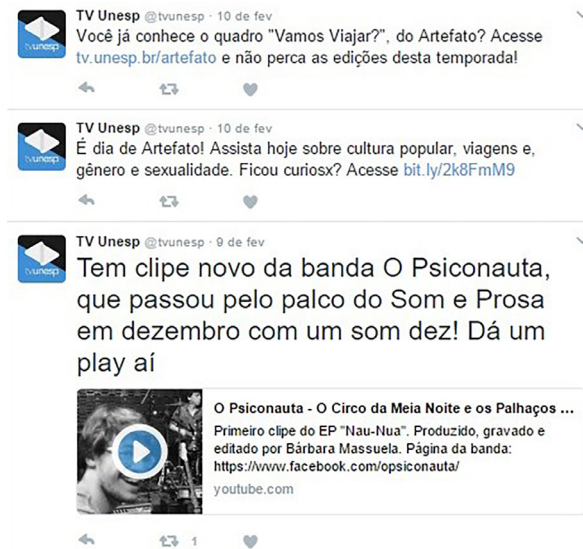 TV Unesp @tvunesp · 10 de fev
Você já conhece o quadro "Vamos Viajar?", do Artefato? Acesse
tv.unesp.br/artefato e não perca as edições desta temporada!
tvunesp
TV Unesp @tvunesp · 10 de fev
É dia de Artefato! Assista hoje sobre cultura popular, viagens e,
gênero e sexualidade. Ficou curiosx? Acesse bit.ly/2k8FmM9
tvunesp
TV Unesp @tvunesp · 9 de fev
Tem clipe novo da banda O Psiconauta,
que passou pelo palco do Som e Prosa
em dezembro com um som dez! Dá um
play aí
tvunesp
O Psiconauta - O Circo da Meia Noite e os Palhaços ...
Primeiro clipe do EP "Nau-Nua". Produzido, gravado e
editado por Bárbara Massuela. Página da banda:
https://www.facebook.com/opsiconauta/
youtube.com
1